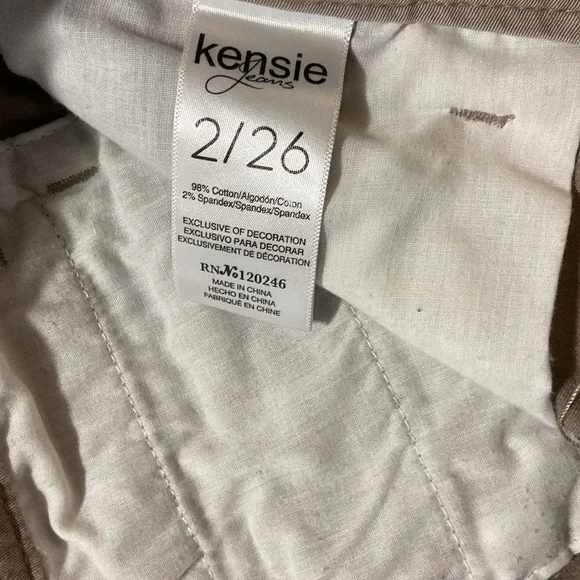 kensie
Jeans
2/26
98% Cotton/Algodón/Coton
2% Spandex/Spandex/Spandex
EXCLUSIVE OF DECORATION
EXCLUSIVO PARA DECORAR
EXCLUSIVEMENT DE DÉCORATION
RN No 120246
MADE IN CHINA
HECHO EN CHINA
FABRIQUÉ EN CHINE